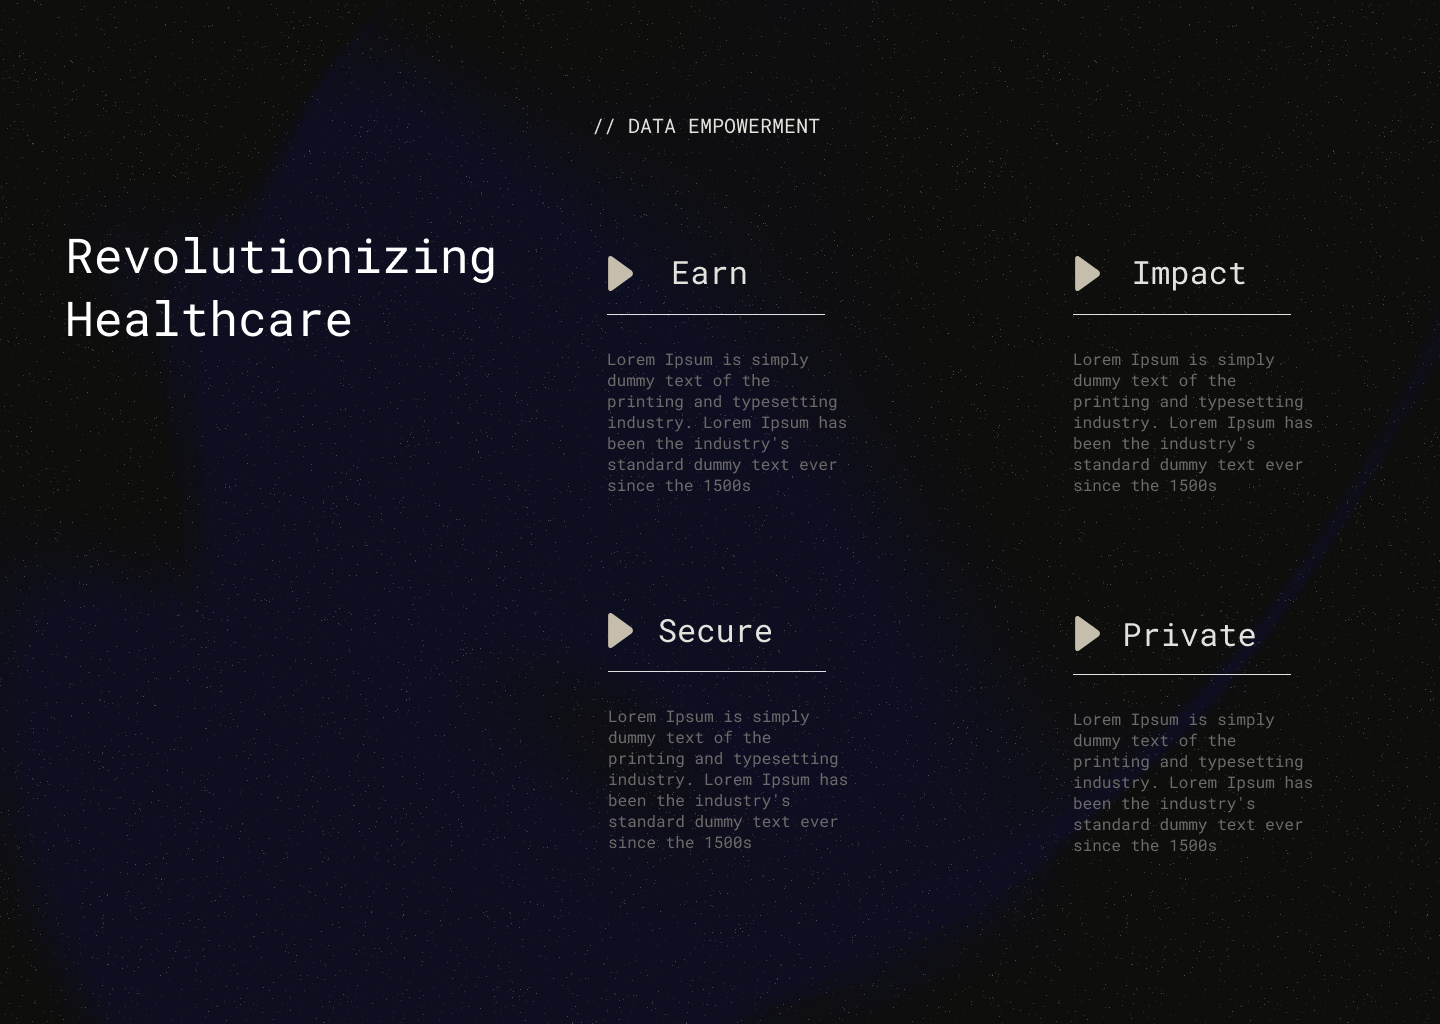 // DATA EMPOWERMENT
Revolutionizing
Healthcare
Earn
Lorem Ipsum is simply
dummy text of the
printing and typesetting
industry. Lorem Ipsum has
been the industry's
standard dummy text ever
since the 1500s
Impact
Lorem Ipsum is simply
dummy text of the
printing and typesetting
industry. Lorem Ipsum has
been the industry's
standard dummy text ever
since the 1500s
Secure
Lorem Ipsum is simply
dummy text of the
printing and typesetting
industry. Lorem Ipsum has
been the industry's
standard dummy text ever
since the 1500s
Private
Lorem Ipsum is simply
dummy text of the
printing and typesetting
industry. Lorem Ipsum has
been the industry's
standard dummy text ever
since the 1500s